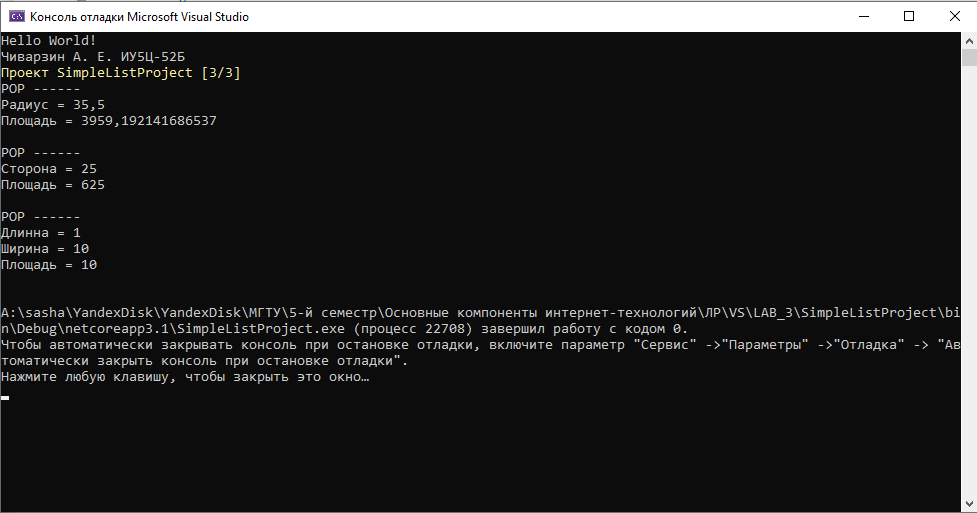 Консоль отладки Microsoft Visual Studio
Hello World!
Чиварзин А. Е. ИУ5Ц-52Б
Проект SimpleListProject [3/3]
POP ------
Радиус = 35,5
Площадь = 3959,192141686537
POP ------
Сторона = 25
Площадь = 625
POP ------
Длинна = 1
Ширина = 10
Площадь = 10
A:\sasha\YandexDisk\YandexDisk\МГТУ\5-й семестр\Основные компоненты интернет-технологий\ЛР\VS\LAB_3\SimpleListProject\bi
n\Debug\netcoreapp3.1\SimpleListProject.exe (процесс 22708) завершил работу с кодом 0.
Чтобы автоматически закрывать консоль при остановке отладки, включите параметр "Сервис" ->"Параметры" ->"Отладка" -> "Ав
томатически закрыть консоль при остановке отладки".
Нажмите любую клавишу, чтобы закрыть это окно…